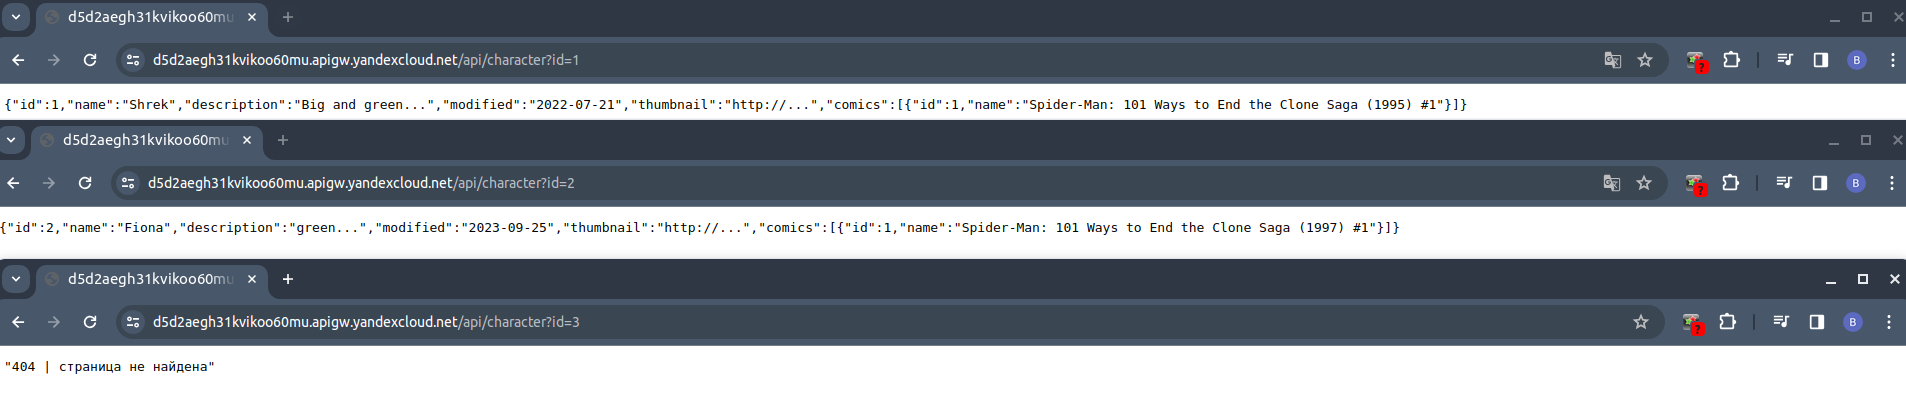 d5d2aegh31kvikoo60mu
d5d2aegh31kvikoo60mu.apigw.yandexcloud.net/api/character?id=1
B
{"id":1,"name":"Shrek","description":"Big and green...","modified":"2022-07-21","thumbnail":"http://...","comics":[{"id":1,"name":"Spider-Man: 101 Ways to End the Clone Saga (1995) #1"}]}
d5d2aegh31kvikoo60mu
d5d2aegh31kvikoo60mu.apigw.yandexcloud.net/api/character?id=2
B
{"id":2,"name":"Fiona","description":"green...","modified":"2023-09-25","thumbnail":"http://...","comics":[{"id":1,"name":"Spider-Man: 101 Ways to End the Clone Saga (1997) #1"}]}
d5d2aegh31kvikoo60mu
d5d2aegh31kvikoo60mu.apigw.yandexcloud.net/api/character?id=3
B
"404 | страница не найдена"